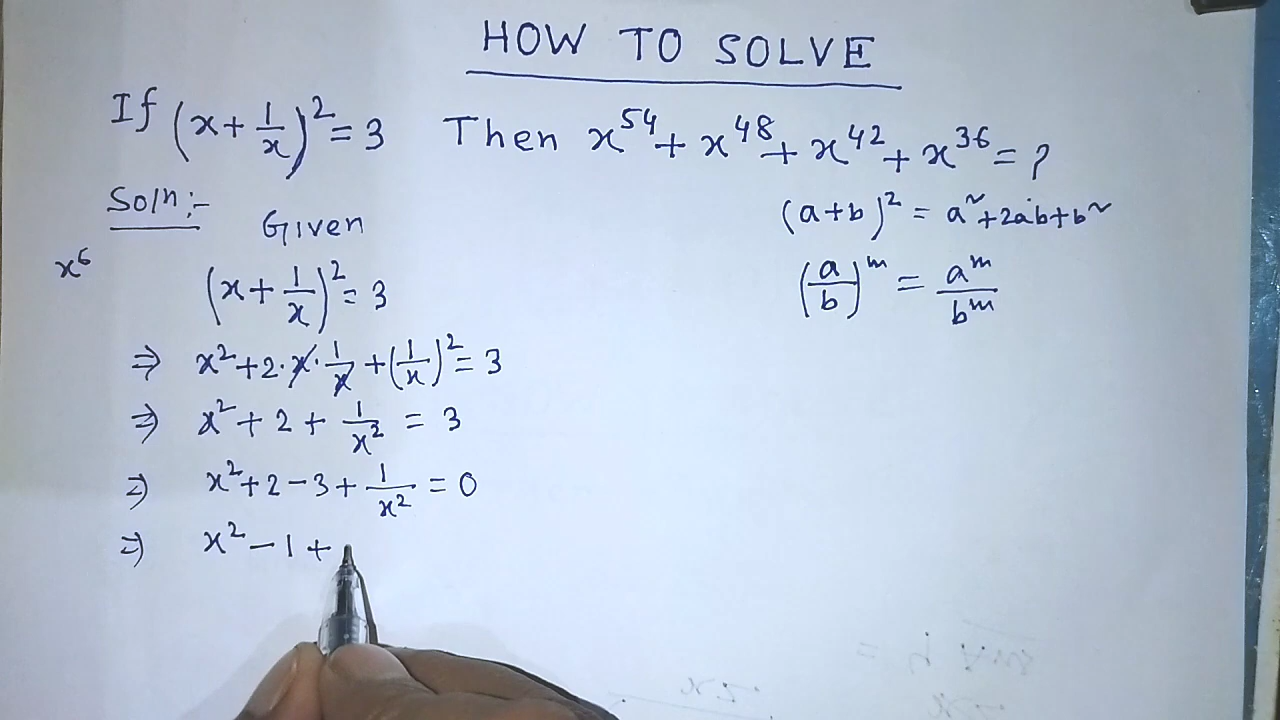 HOW TO SOLVE
If (x+1/x)²=3 Then x⁵⁴+x⁴⁸+x⁴²+x³⁶=?
Soln:-
Given
(a+b)²=a²+2ab+b²
x⁶
(x+1/x)²=3
(a/b)ᵐ=aᵐ/bᵐ
⇒ x²+2·x·1/x+(1/x)²=3
⇒ x²+2+1/x²=3
⇒ x²+2-3+1/x²=0
⇒ x²-1+